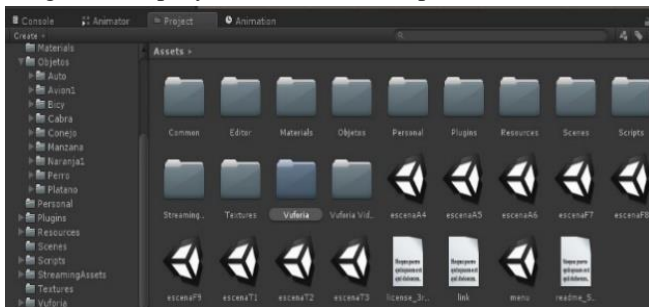 Console Animator Project Animation
Create
Materials
Assets
Objetos
Auto
Avion1
Bicy
Cabra
Conejo
Manzana
Naranja1
Perro
Platano
Personal
Plugins
Resources
Scenes
Scripts
StreamingAssets
Textures
Vuforia
Common Editor Materials Objetos Personal Plugins Resources Scenes Scripts
Streaming.. Textures Vuforia Vuforia Vid.. escenaA4 escenaA5 escenaA6 escenaF7 escenaF8
escenaF9 escenaT1 escenaT2 escenaT3 license_3r... link menu readme_S..